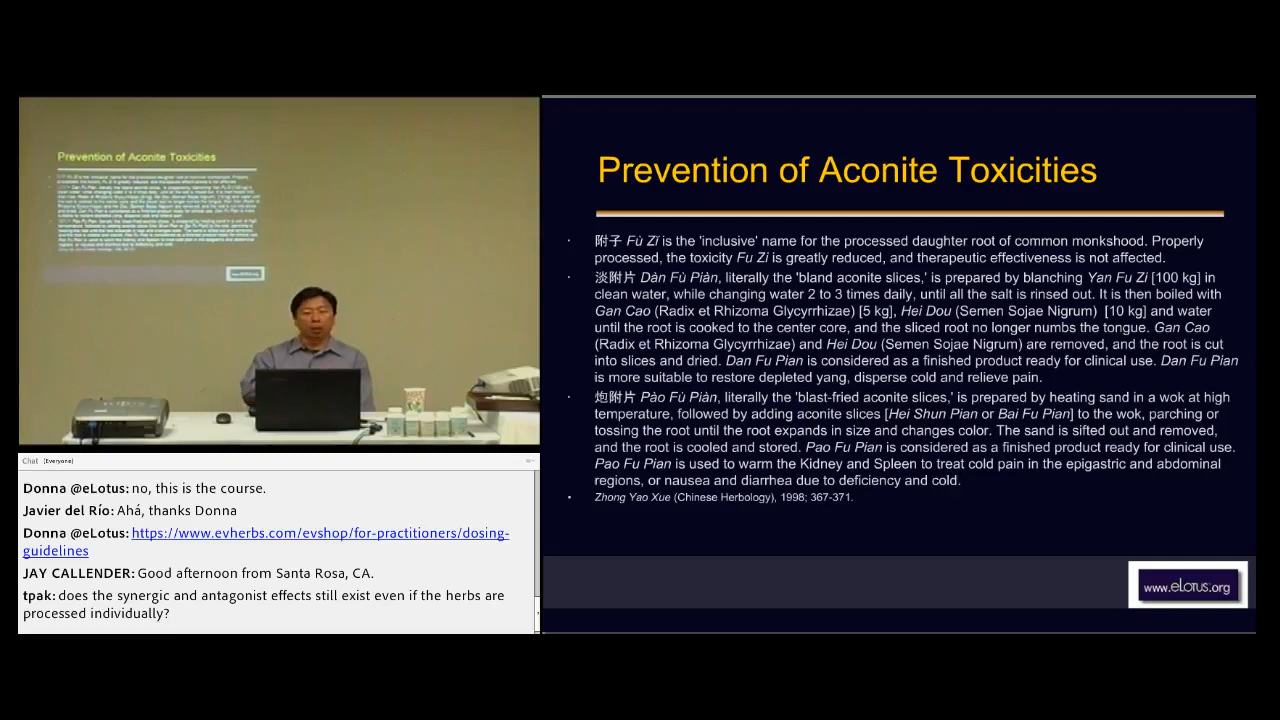 Prevention of Aconite Toxicities
Prevention of Aconite Toxicities
· 附子 Fù Zǐ is the 'inclusive' name for the processed daughter root of common monkshood. Properly
processed, the toxicity Fu Zi is greatly reduced, and therapeutic effectiveness is not affected.
· 淡附片 Dàn Fù Piàn, literally the 'bland aconite slices,' is prepared by blanching Yan Fu Zi [100 kg] in
clean water, while changing water 2 to 3 times daily, until all the salt is rinsed out. It is then boiled with
Gan Cao (Radix et Rhizoma Glycyrrhizae) [5 kg], Hei Dou (Semen Sojae Nigrum) [10 kg] and water
until the root is cooked to the center core, and the sliced root no longer numbs the tongue. Gan Cao
(Radix et Rhizoma Glycyrrhizae) and Hei Dou (Semen Sojae Nigrum) are removed, and the root is cut
into slices and dried. Dan Fu Pian is considered as a finished product ready for clinical use. Dan Fu Pian
is more suitable to restore depleted yang, disperse cold and relieve pain.
· 炮附片 Pào Fù Piàn, literally the 'blast-fried aconite slices,' is prepared by heating sand in a wok at high
temperature, followed by adding aconite slices [Hei Shun Pian or Bai Fu Pian] to the wok, parching or
tossing the root until the root expands in size and changes color. The sand is sifted out and removed,
and the root is cooled and stored. Pao Fu Pian is considered as a finished product ready for clinical use.
Pao Fu Pian is used to warm the Kidney and Spleen to treat cold pain in the epigastric and abdominal
regions, or nausea and diarrhea due to deficiency and cold.
· Zhong Yao Xue (Chinese Herbology), 1998; 367-371.
www.eLotus.org
Chat (Everyone)
Donna @eLotus: no, this is the course.
Javier del Río: Ahá, thanks Donna
Donna @eLotus: https://www.evherbs.com/evshop/for-practitioners/dosing-
guidelines
JAY CALLENDER: Good afternoon from Santa Rosa, CA.
tpak: does the synergic and antagonist effects still exist even if the herbs are
processed individually?